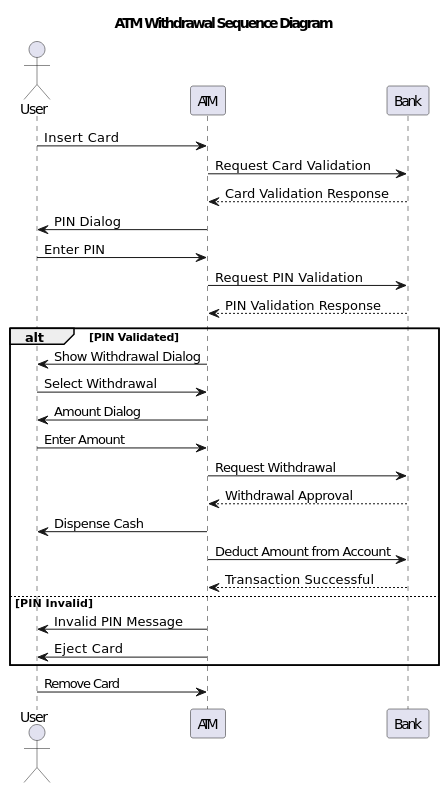 ATM Withdrawal Sequence Diagram
User
ATM
Bank
Insert Card
Request Card Validation
Card Validation Response
PIN Dialog
Enter PIN
Request PIN Validation
PIN Validation Response
alt [PIN Validated]
Show Withdrawal Dialog
Select Withdrawal
Amount Dialog
Enter Amount
Request Withdrawal
Withdrawal Approval
Dispense Cash
Deduct Amount from Account
Transaction Successful
[PIN Invalid]
Invalid PIN Message
Eject Card
Remove Card
User
ATM
Bank